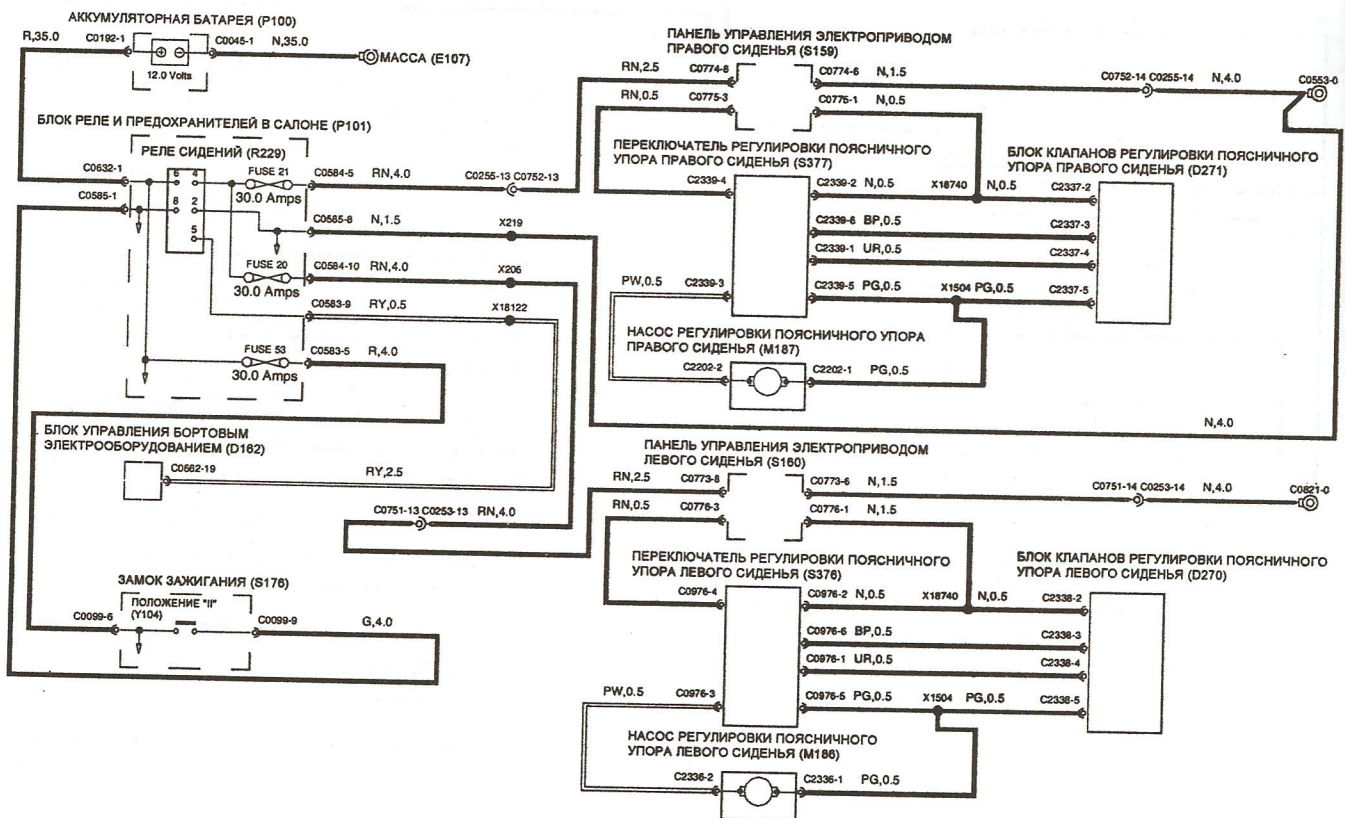 АККУМУЛЯТОРНАЯ БАТАРЕЯ (P100)
R,35.0 C0192-1 C0045-1 N,35.0
МАССА (E107)
12.0 Volts
БЛОК РЕЛЕ И ПРЕДОХРАНИТЕЛЕЙ В САЛОНЕ (P101)
РЕЛЕ СИДЕНИЙ (R229)
C0632-1
C0585-1
6 4
8 2
5
FUSE 21
30.0 Amps
C0584-5 RN,4.0 C0255-13 C0752-13
C0585-8 N,1.5 X219
FUSE 20
30.0 Amps
C0584-10 RN,4.0 X206
C0583-9 RY,0.5 X18122
FUSE 53
30.0 Amps
C0583-5 R,4.0
БЛОК УПРАВЛЕНИЯ БОРТОВЫМ
ЭЛЕКТРООБОРУДОВАНИЕМ (D162)
C0662-19 RY,2.5
C0751-13 C0253-13 RN,4.0
ЗАМОК ЗАЖИГАНИЯ (S176)
ПОЛОЖЕНИЕ "II"
(Y104)
C0099-6 C0099-9 G,4.0
ПАНЕЛЬ УПРАВЛЕНИЯ ЭЛЕКТРОПРИВОДОМ
ПРАВОГО СИДЕНЬЯ (S159)
RN,2.5 C0774-8 C0774-6 N,1.5 C0752-14 C0255-14 N,4.0 C0553-0
RN,0.5 C0775-3 C0775-1 N,0.5
ПЕРЕКЛЮЧАТЕЛЬ РЕГУЛИРОВКИ ПОЯСНИЧНОГО
УПОРА ПРАВОГО СИДЕНЬЯ (S377)
БЛОК КЛАПАНОВ РЕГУЛИРОВКИ ПОЯСНИЧНОГО
УПОРА ПРАВОГО СИДЕНЬЯ (D271)
C2339-4 C2339-2 N,0.5 X18740 N,0.5 C2337-2
C2339-6 BP,0.5 C2337-3
C2339-1 UR,0.5 C2337-4
PW,0.5 C2339-3 C2339-5 PG,0.5 X1504 PG,0.5 C2337-5
НАСОС РЕГУЛИРОВКИ ПОЯСНИЧНОГО УПОРА
ПРАВОГО СИДЕНЬЯ (M187)
C2202-2 C2202-1 PG,0.5
N,4.0
ПАНЕЛЬ УПРАВЛЕНИЯ ЭЛЕКТРОПРИВОДОМ
ЛЕВОГО СИДЕНЬЯ (S160)
RN,2.5 C0773-8 C0773-6 N,1.5 C0751-14 C0253-14 N,4.0 C0821-0
RN,0.5 C0776-3 C0776-1 N,1.5
ПЕРЕКЛЮЧАТЕЛЬ РЕГУЛИРОВКИ ПОЯСНИЧНОГО
УПОРА ЛЕВОГО СИДЕНЬЯ (S376)
БЛОК КЛАПАНОВ РЕГУЛИРОВКИ ПОЯСНИЧНОГО
УПОРА ЛЕВОГО СИДЕНЬЯ (D270)
C0976-4 C0976-2 N,0.5 X18740 N,0.5 C2338-2
C0976-6 BP,0.5 C2338-3
C0976-1 UR,0.5 C2338-4
PW,0.5 C0976-3 C0976-5 PG,0.5 X1504 PG,0.5 C2338-5
НАСОС РЕГУЛИРОВКИ ПОЯСНИЧНОГО
УПОРА ЛЕВОГО СИДЕНЬЯ (M186)
C2336-2 C2336-1 PG,0.5